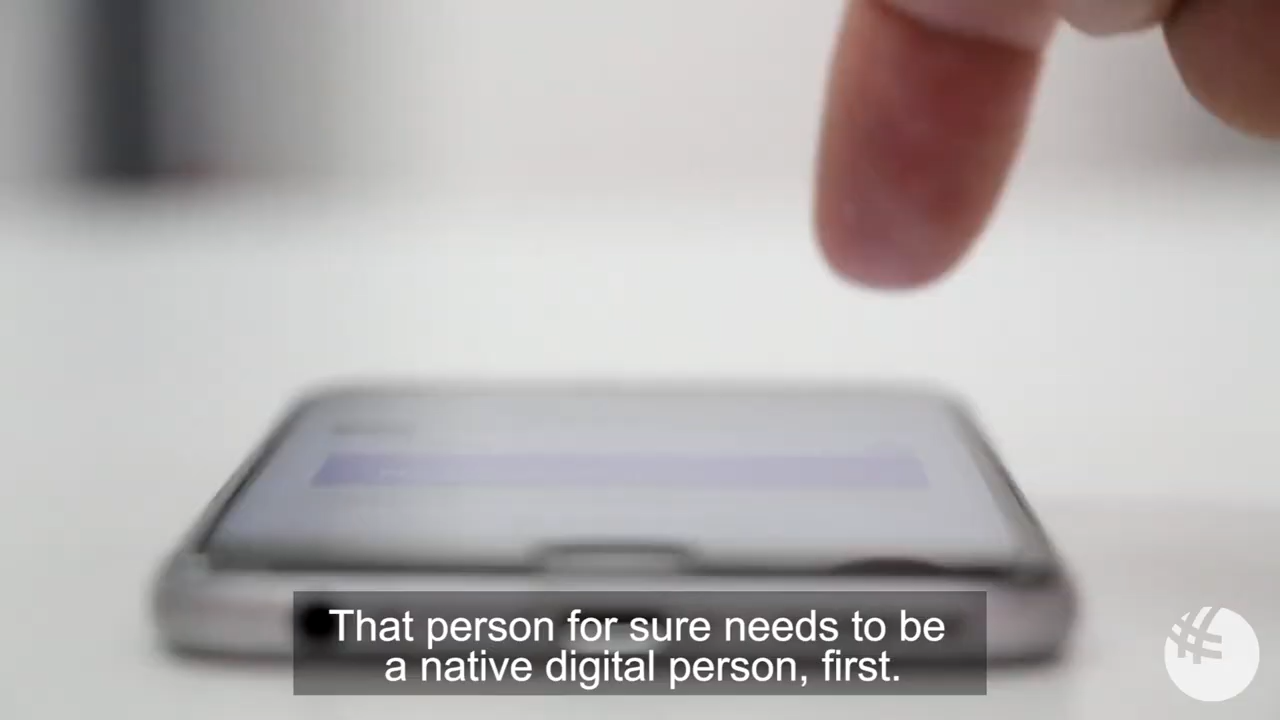 That person for sure needs to be
a native digital person, first.